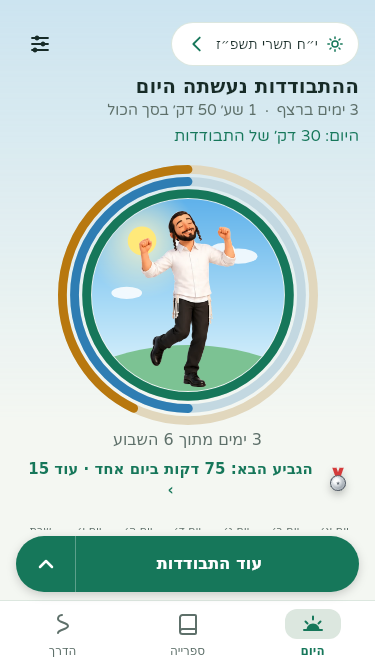 י״ח תשרי תשפ״ז
ההתבודדות נעשתה היום
3 ימים ברצף · 1 שע׳ 50 דק׳ בסך הכול
היום: 30 דק׳ של התבודדות
3 ימים מתוך 6 השבוע
הגביע הבא: 75 דקות ביום אחד · עוד 15
עוד התבודדות
היום
ספרייה
הדרך